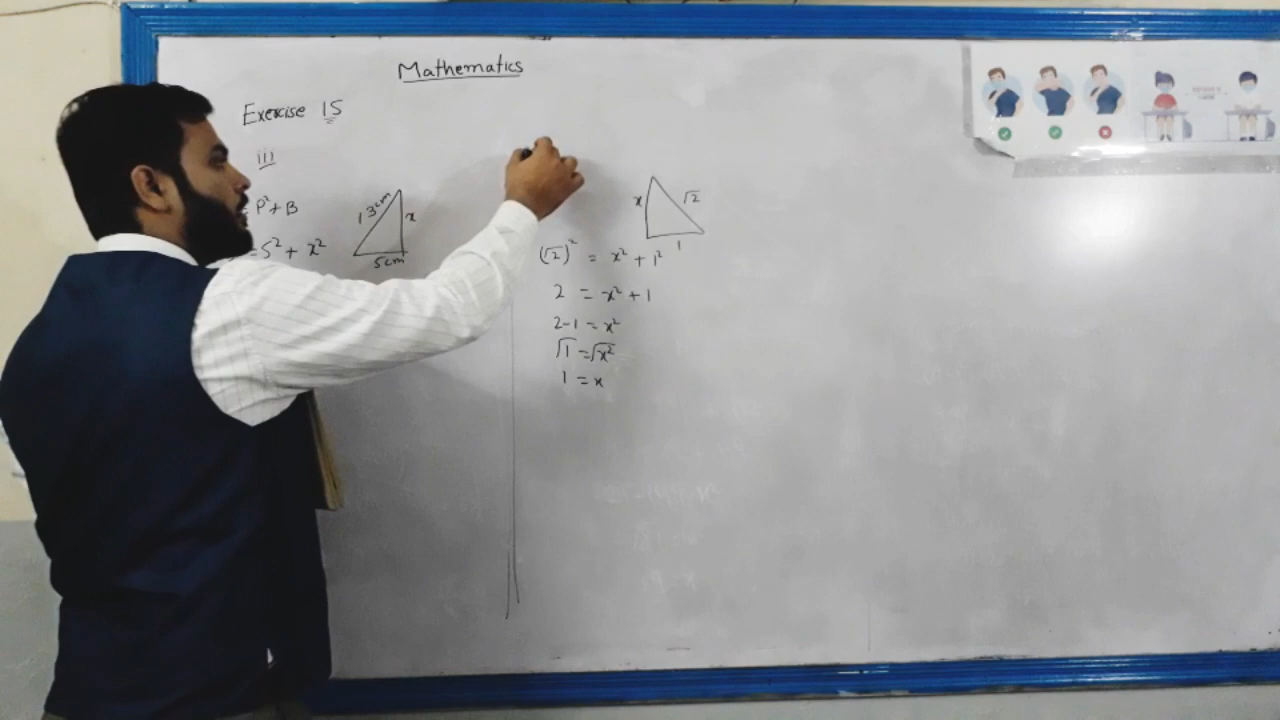 Mathematics
Exercise 15
iii
= P²+B
=5² + x²
13cm
x
5cm
x
√2
1
(√2)² = x² + 1²
2 = x² + 1
2-1 = x²
√1 = √x²
1 = x